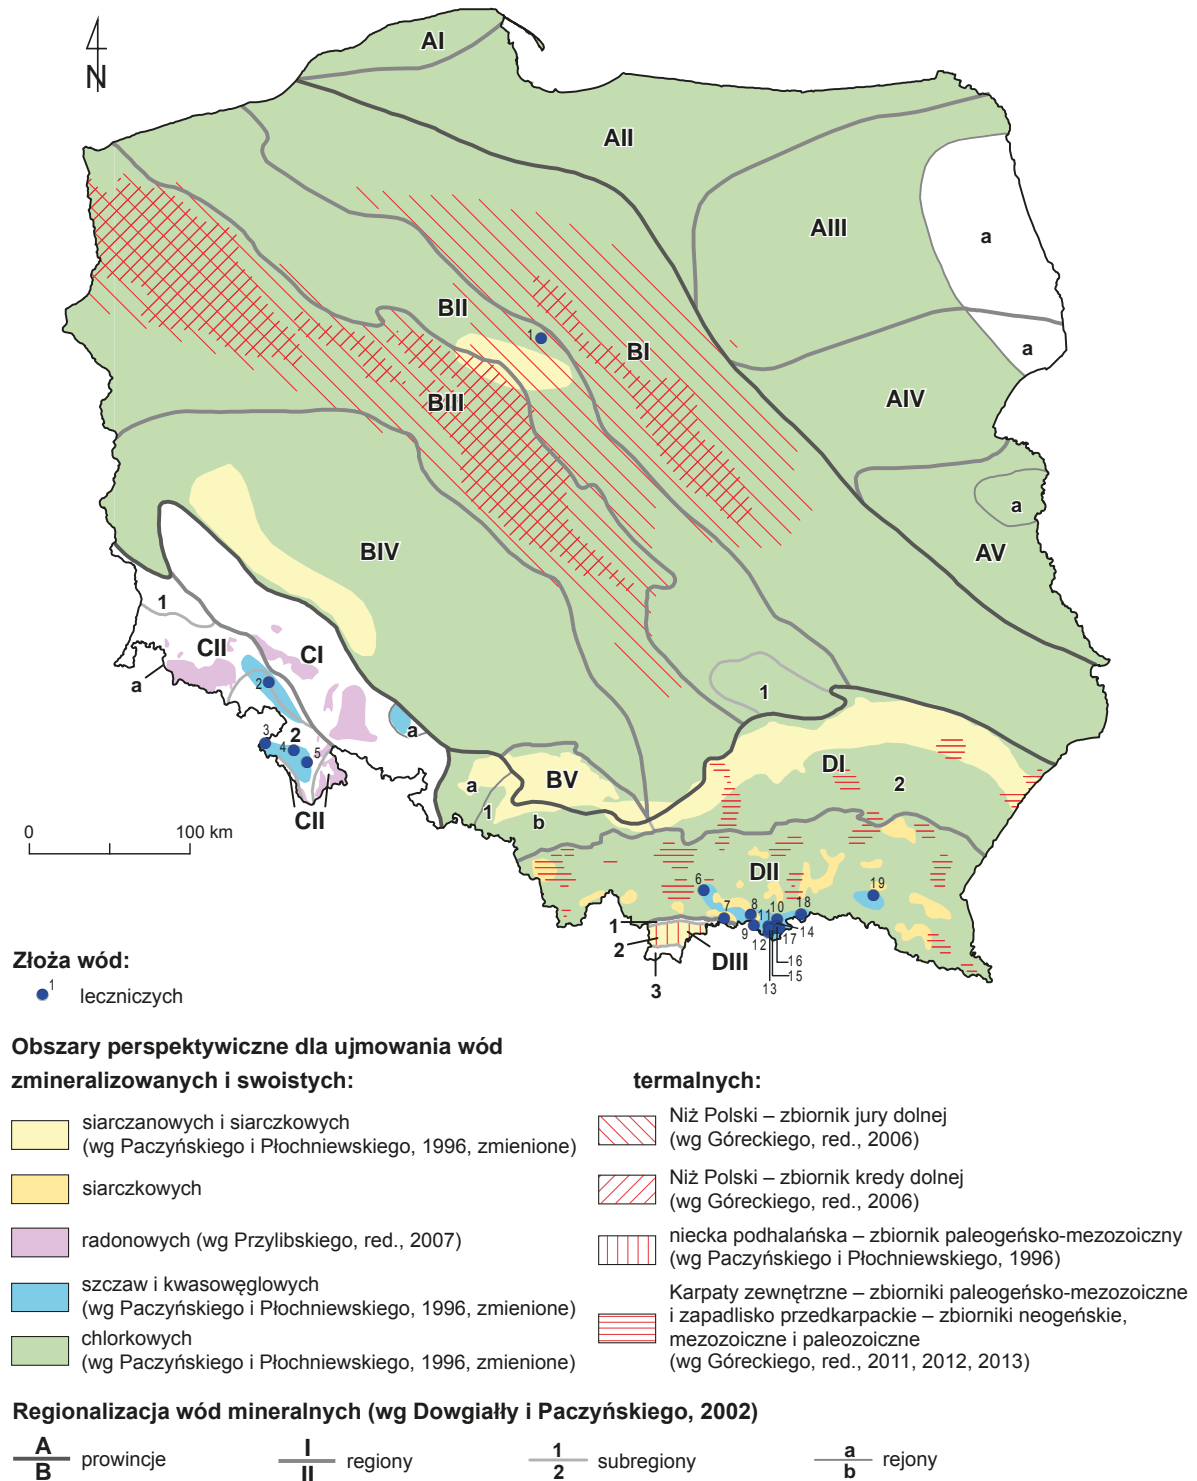 N
AI
AII
AIII
a
a
BII
1
BI
BIII
AIV
a
AV
BIV
1
CII
CI
a
2
1
3
4
2
5
a
CII
a
BV
1
b
DI
2
0 100 km
DII
6
19
7
8
10
18
11
9
12
17
14
16
15
13
1
2
DIII
3
Złoża wód:
1 leczniczych
Obszary perspektywiczne dla ujmowania wód
zmineralizowanych i swoistych:
siarczanowych i siarczkowych
(wg Paczyńskiego i Płochniewskiego, 1996, zmienione)
siarczkowych
radonowych (wg Przylibskiego, red., 2007)
szczaw i kwasowęglowych
(wg Paczyńskiego i Płochniewskiego, 1996, zmienione)
chlorkowych
(wg Paczyńskiego i Płochniewskiego, 1996, zmienione)
termalnych:
Niż Polski – zbiornik jury dolnej
(wg Góreckiego, red., 2006)
Niż Polski – zbiornik kredy dolnej
(wg Góreckiego, red., 2006)
niecka podhalańska – zbiornik paleogeńsko-mezozoiczny
(wg Paczyńskiego i Płochniewskiego, 1996)
Karpaty zewnętrzne – zbiorniki paleogeńsko-mezozoiczne
i zapadlisko przedkarpackie – zbiorniki neogeńskie,
mezozoiczne i paleozoiczne
(wg Góreckiego, red., 2011, 2012, 2013)
Regionalizacja wód mineralnych (wg Dowgiałły i Paczyńskiego, 2002)
A
B
prowincje
I
II
regiony
1
2
subregiony
a
b
rejony